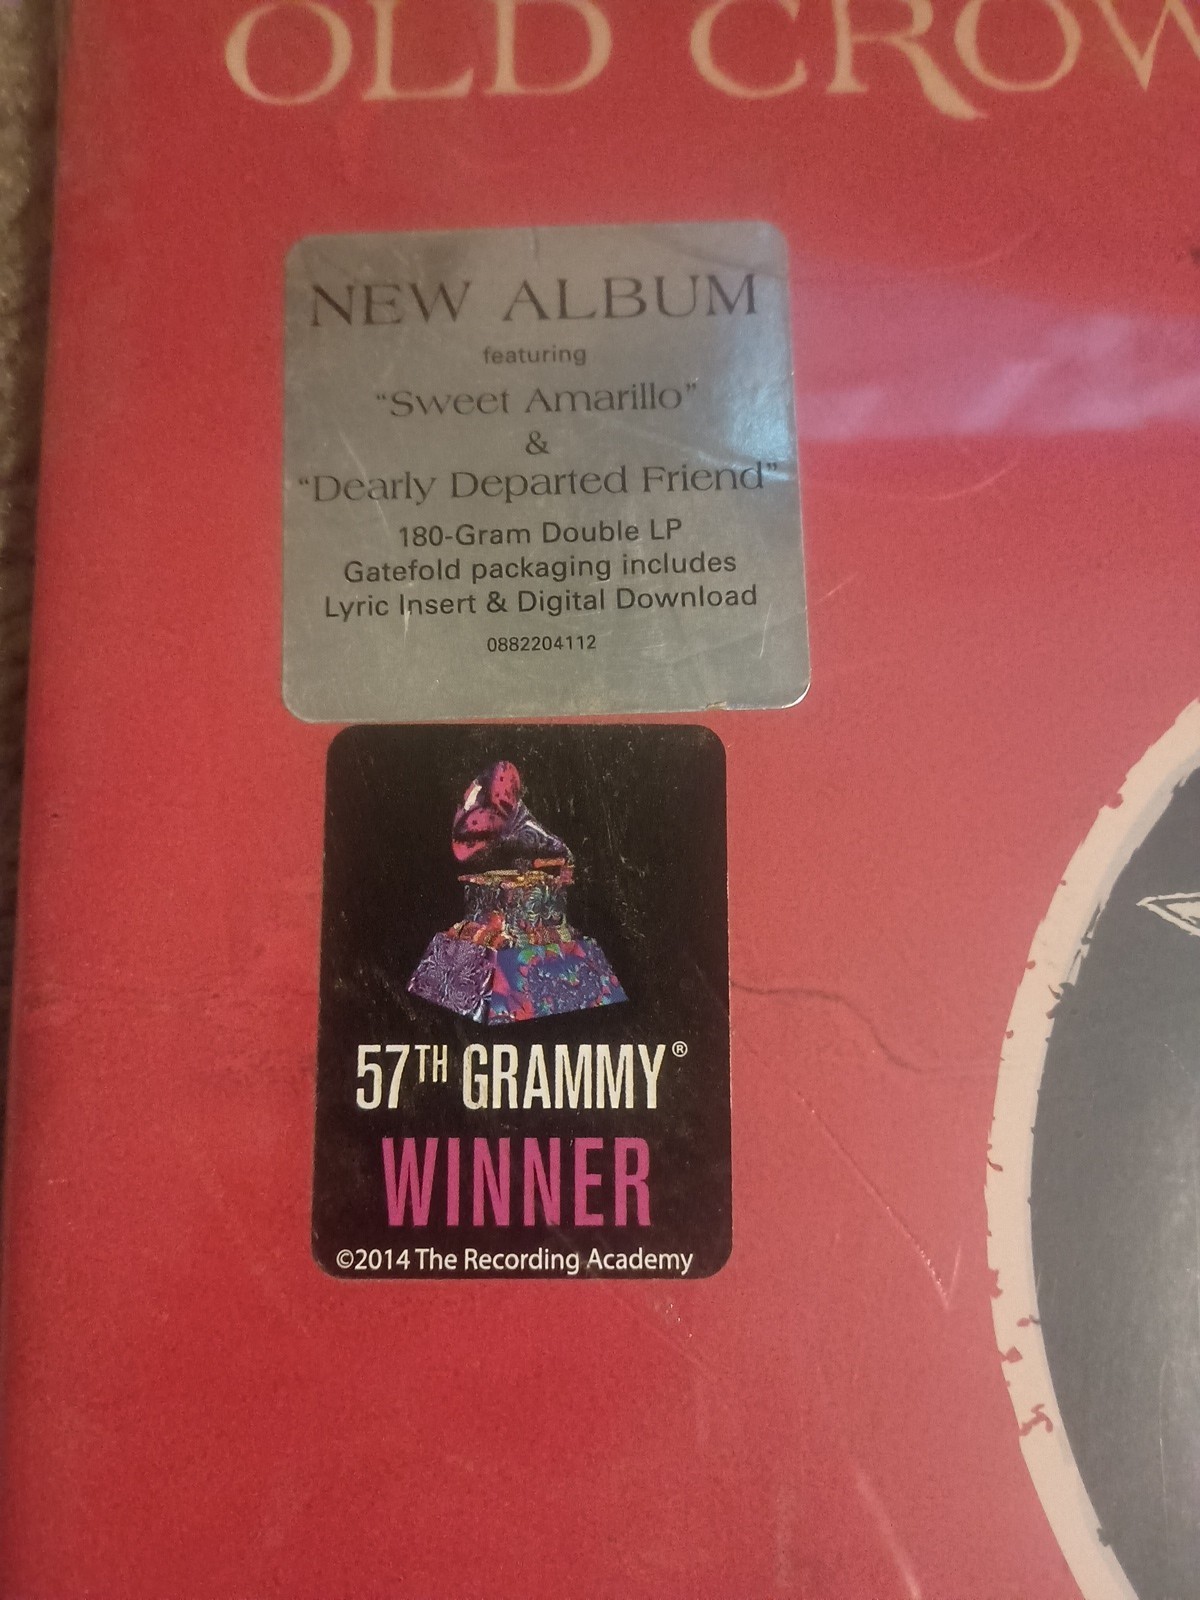 OLD CROW
NEW ALBUM
featuring
“Sweet Amarillo”
&
“Dearly Departed Friend”
180-Gram Double LP
Gatefold packaging includes
Lyric Insert & Digital Download
0882204112
57TH GRAMMY®
WINNER
©2014 The Recording Academy